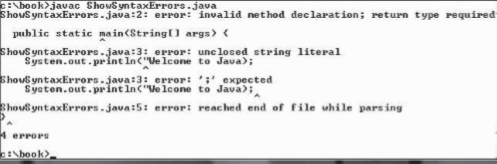 c:\book>javac ShowSyntaxErrors.java
ShowSyntaxErrors.java:2: error: invalid method declaration; return type required
public static main(String[] args) {
^
ShowSyntaxErrors.java:3: error: unclosed string literal
System.out.println("Welcome to Java);
^
ShowSyntaxErrors.java:3: error: ';' expected
System.out.println("Welcome to Java);
^
ShowSyntaxErrors.java:5: error: reached end of file while parsing
}
^
4 errors
c:\book>_